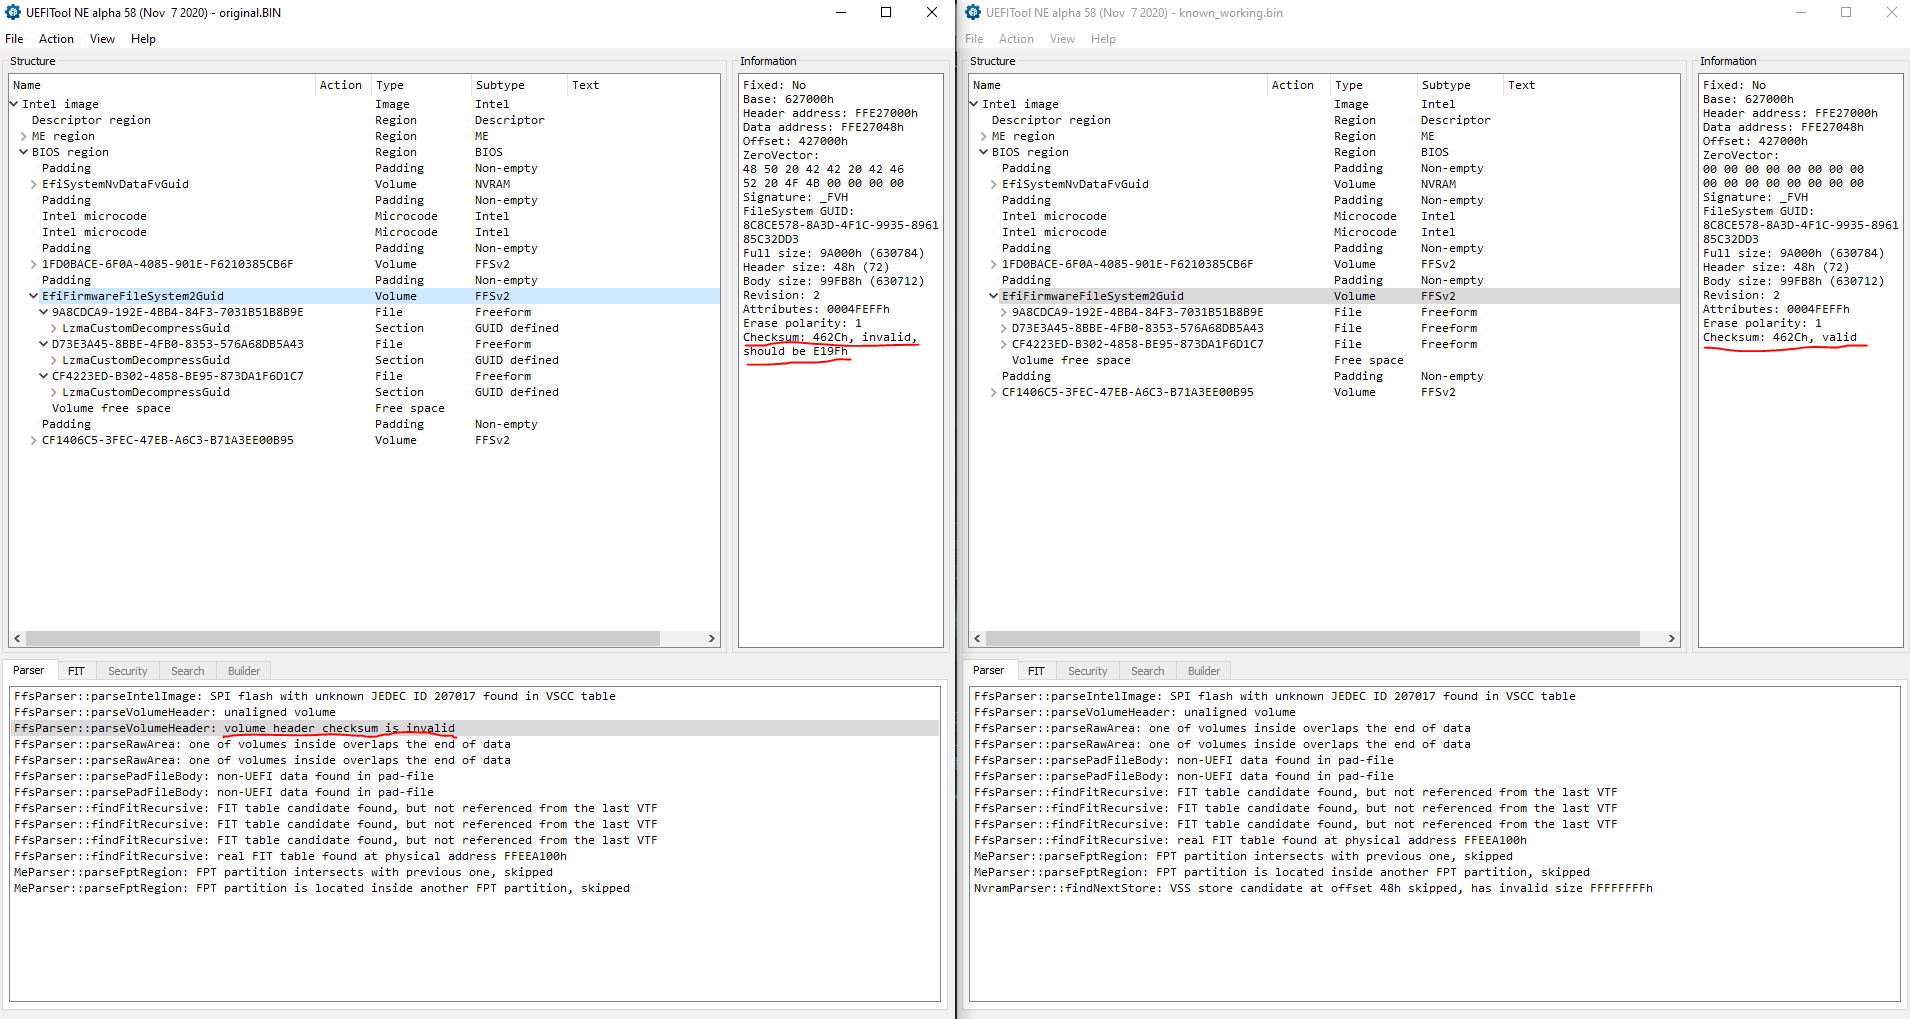 UEFITool NE alpha 58 (Nov  7 2020) - original.BIN
File Action View Help
Structure
Name Action Type Subtype Text
Intel image Image Intel
Descriptor region Region Descriptor
ME region Region ME
BIOS region Region BIOS
Padding Padding Non-empty
EfiSystemNvDataFvGuid Volume NVRAM
Padding Padding Non-empty
Intel microcode Microcode Intel
Intel microcode Microcode Intel
Padding Padding Non-empty
1FD0BACE-6F0A-4085-901E-F6210385CB6F Volume FFSv2
Padding Padding Non-empty
EfiFirmwareFileSystem2Guid Volume FFSv2
9A8CDCA9-192E-4BB4-84F3-7031B51B8B9E File Freeform
LzmaCustomDecompressGuid Section GUID defined
D73E3A45-8BBE-4FB0-8353-576A68DB5A43 File Freeform
LzmaCustomDecompressGuid Section GUID defined
CF4223ED-B302-4858-BE95-873DA1F6D1C7 File Freeform
LzmaCustomDecompressGuid Section GUID defined
Volume free space Free space
Padding Padding Non-empty
CF1406C5-3FEC-47EB-A6C3-B71A3EE00B95 Volume FFSv2
Information
Fixed: No
Base: 627000h
Header address: FFE27000h
Data address: FFE27048h
Offset: 427000h
ZeroVector:
48 50 20 42 42 20 42 46
52 20 4F 4B 00 00 00 00
Signature: _FVH
FileSystem GUID:
8C8CE578-8A3D-4F1C-9935-8961
85C32DD3
Full size: 9A000h (630784)
Header size: 48h (72)
Body size: 99FB8h (630712)
Revision: 2
Attributes: 0004FEFFh
Erase polarity: 1
Checksum: 462Ch, invalid,
should be E19Fh
Parser FIT Security Search Builder
FfsParser::parseIntelImage: SPI flash with unknown JEDEC ID 207017 found in VSCC table
FfsParser::parseVolumeHeader: unaligned volume
FfsParser::parseVolumeHeader: volume header checksum is invalid
FfsParser::parseRawArea: one of volumes inside overlaps the end of data
FfsParser::parseRawArea: one of volumes inside overlaps the end of data
FfsParser::parsePadFileBody: non-UEFI data found in pad-file
FfsParser::parsePadFileBody: non-UEFI data found in pad-file
FfsParser::findFitRecursive: FIT table candidate found, but not referenced from the last VTF
FfsParser::findFitRecursive: FIT table candidate found, but not referenced from the last VTF
FfsParser::findFitRecursive: FIT table candidate found, but not referenced from the last VTF
FfsParser::findFitRecursive: real FIT table found at physical address FFEEA100h
MeParser::parseFptRegion: FPT partition intersects with previous one, skipped
MeParser::parseFptRegion: FPT partition is located inside another FPT partition, skipped
UEFITool NE alpha 58 (Nov  7 2020) - known_working.bin
File Action View Help
Structure
Name Action Type Subtype Text
Intel image Image Intel
Descriptor region Region Descriptor
ME region Region ME
BIOS region Region BIOS
Padding Padding Non-empty
EfiSystemNvDataFvGuid Volume NVRAM
Padding Padding Non-empty
Intel microcode Microcode Intel
Intel microcode Microcode Intel
Padding Padding Non-empty
1FD0BACE-6F0A-4085-901E-F6210385CB6F Volume FFSv2
Padding Padding Non-empty
EfiFirmwareFileSystem2Guid Volume FFSv2
9A8CDCA9-192E-4BB4-84F3-7031B51B8B9E File Freeform
D73E3A45-8BBE-4FB0-8353-576A68DB5A43 File Freeform
CF4223ED-B302-4858-BE95-873DA1F6D1C7 File Freeform
Volume free space Free space
Padding Padding Non-empty
CF1406C5-3FEC-47EB-A6C3-B71A3EE00B95 Volume FFSv2
Information
Fixed: No
Base: 627000h
Header address: FFE27000h
Data address: FFE27048h
Offset: 427000h
ZeroVector:
00 00 00 00 00 00 00 00
00 00 00 00 00 00 00 00
Signature: _FVH
FileSystem GUID:
8C8CE578-8A3D-4F1C-9935-8961
85C32DD3
Full size: 9A000h (630784)
Header size: 48h (72)
Body size: 99FB8h (630712)
Revision: 2
Attributes: 0004FEFFh
Erase polarity: 1
Checksum: 462Ch, valid
Parser FIT Security Search Builder
FfsParser::parseIntelImage: SPI flash with unknown JEDEC ID 207017 found in VSCC table
FfsParser::parseVolumeHeader: unaligned volume
FfsParser::parseRawArea: one of volumes inside overlaps the end of data
FfsParser::parseRawArea: one of volumes inside overlaps the end of data
FfsParser::parsePadFileBody: non-UEFI data found in pad-file
FfsParser::parsePadFileBody: non-UEFI data found in pad-file
FfsParser::findFitRecursive: FIT table candidate found, but not referenced from the last VTF
FfsParser::findFitRecursive: FIT table candidate found, but not referenced from the last VTF
FfsParser::findFitRecursive: FIT table candidate found, but not referenced from the last VTF
FfsParser::findFitRecursive: real FIT table found at physical address FFEEA100h
MeParser::parseFptRegion: FPT partition intersects with previous one, skipped
MeParser::parseFptRegion: FPT partition is located inside another FPT partition, skipped
NvramParser::findNextStore: VSS store candidate at offset 48h skipped, has invalid size FFFFFFFFh